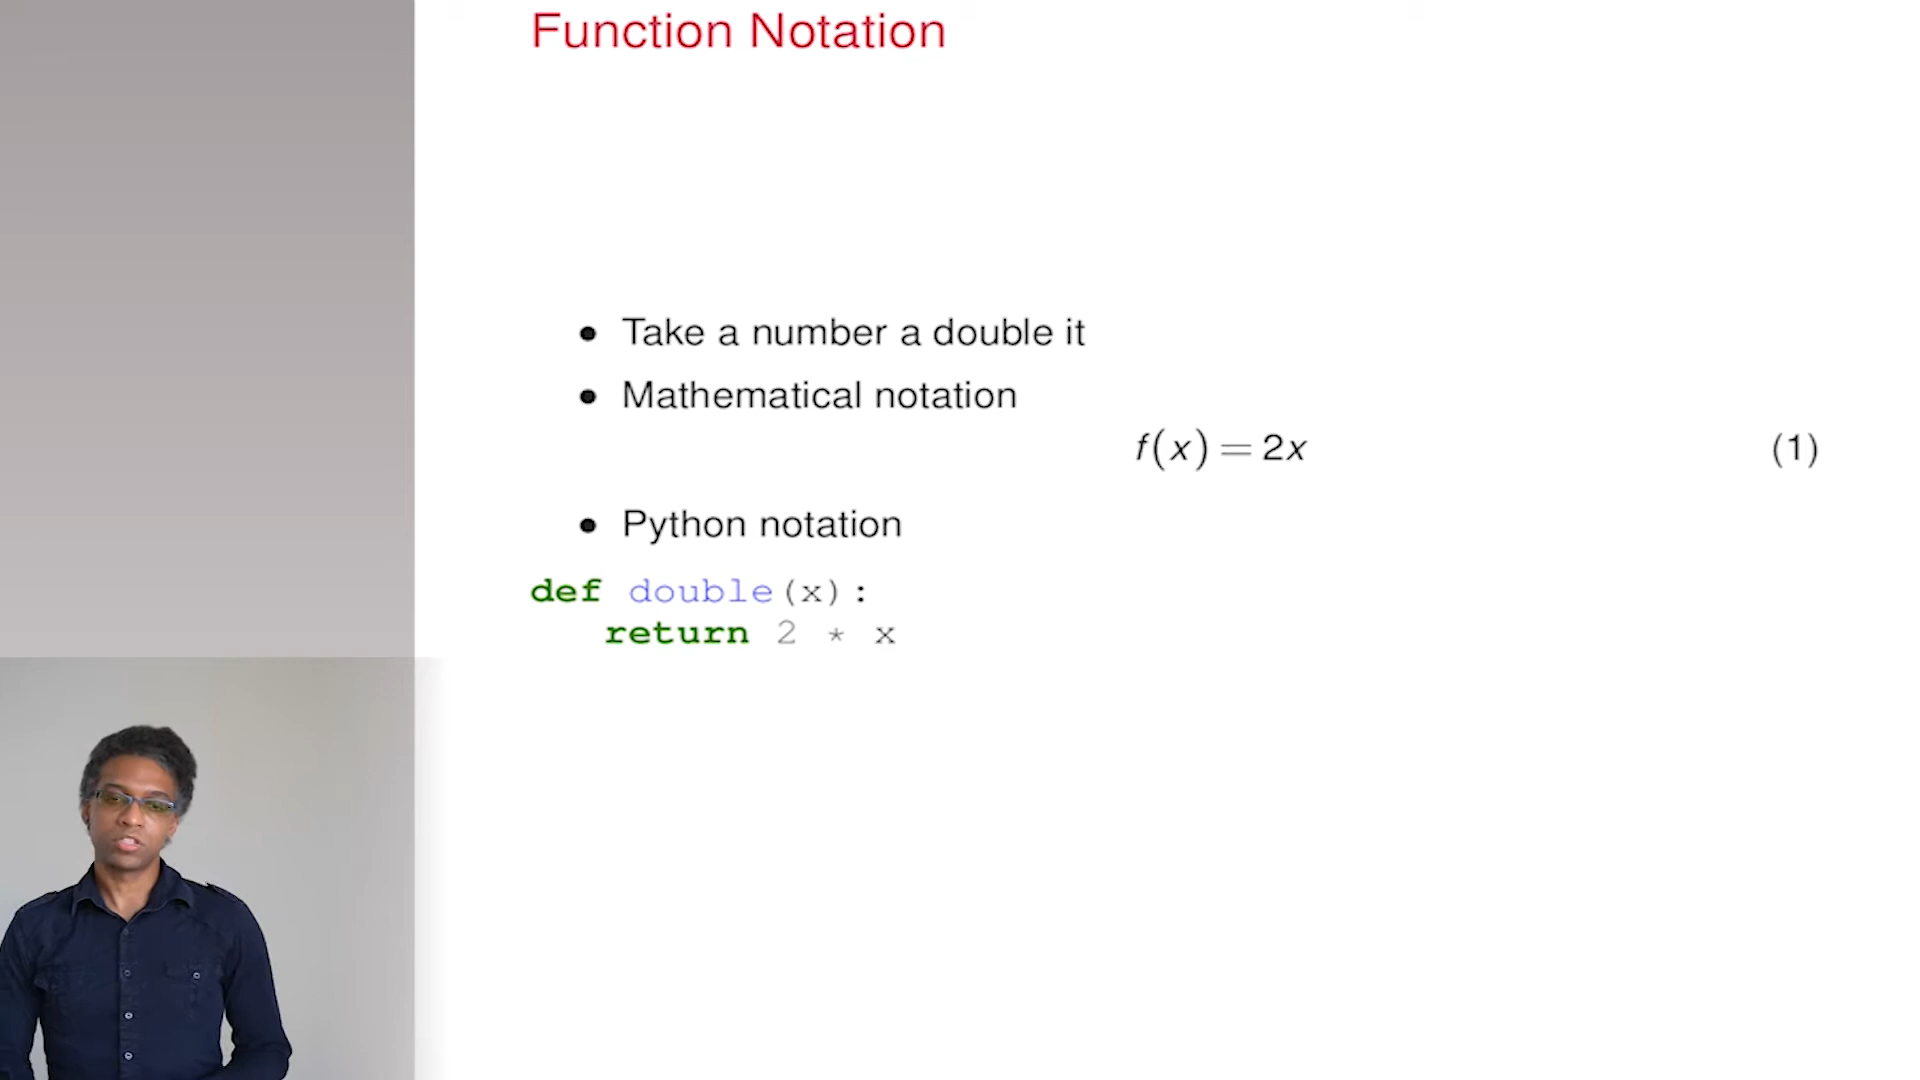 Function Notation
● Take a number a double it
● Mathematical notation
f(x) = 2x (1)
● Python notation
def double(x):
return 2 * x